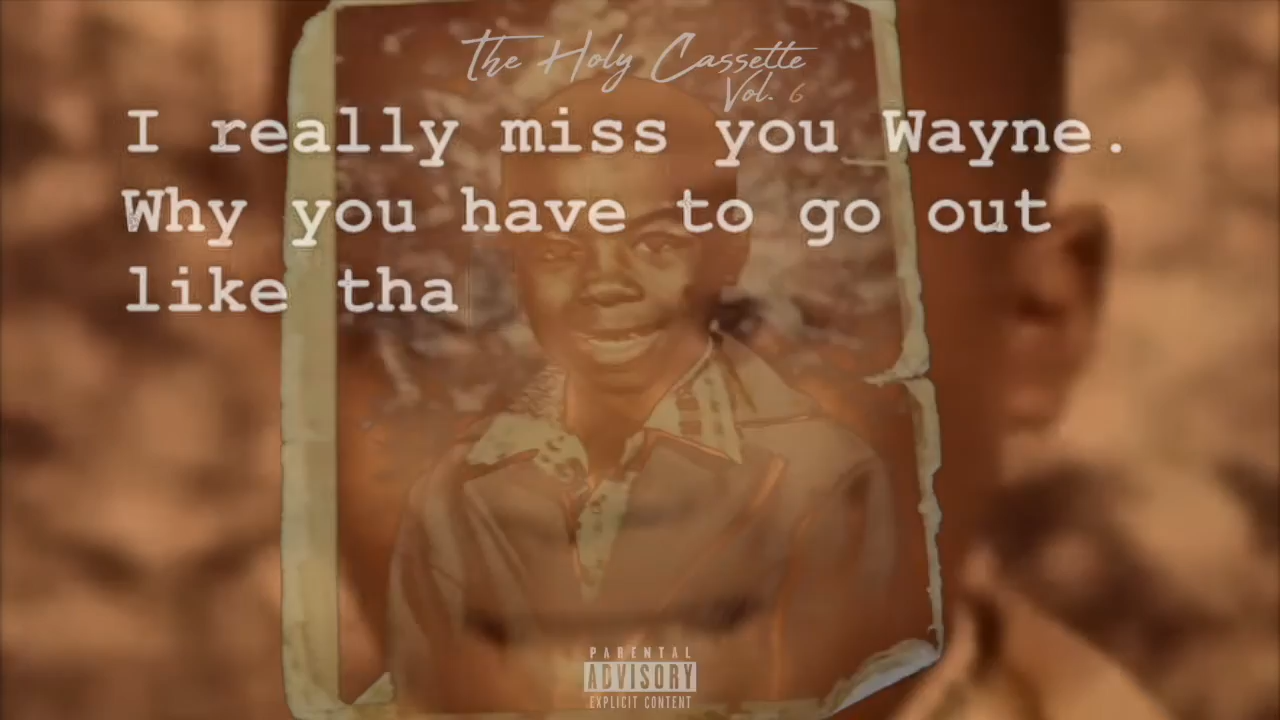 The Holy Cassette
Vol. 6
I really miss you Wayne.
Why you have to go out
like tha
PARENTAL
ADVISORY
EXPLICIT CONTENT